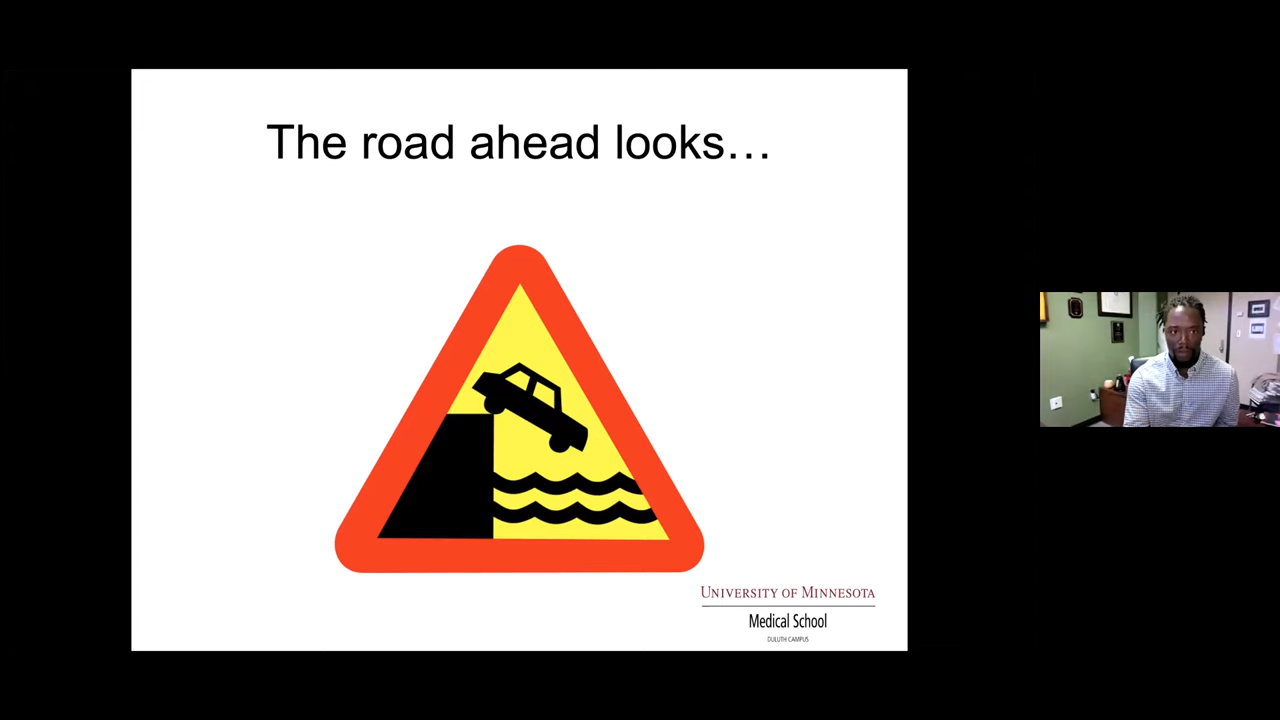 The road ahead looks…
UNIVERSITY OF MINNESOTA
Medical School
DULUTH CAMPUS